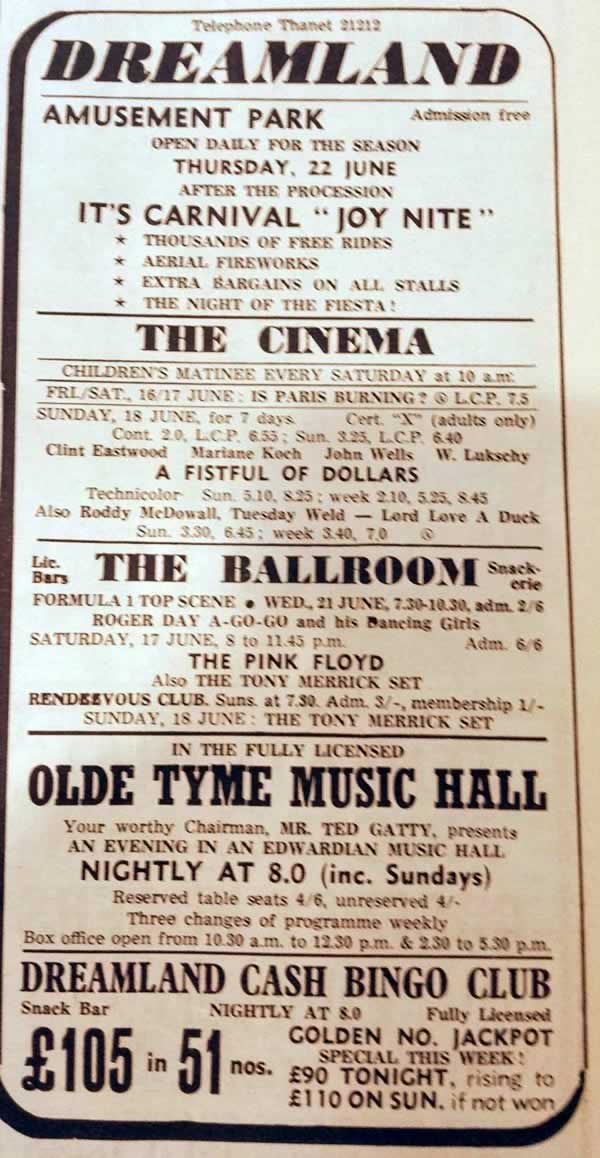 Telephone Thanet 21212
DREAMLAND
AMUSEMENT PARK Admission free
OPEN DAILY FOR THE SEASON
THURSDAY, 22 JUNE
AFTER THE PROCESSION
IT'S CARNIVAL "JOY NITE"
★ THOUSANDS OF FREE RIDES
★ AERIAL FIREWORKS
★ EXTRA BARGAINS ON ALL STALLS
★ THE NIGHT OF THE FIESTA!
THE CINEMA
CHILDREN'S MATINEE EVERY SATURDAY at 10 a.m.
FRI./SAT., 16/17 JUNE: IS PARIS BURNING? Ⓤ L.C.P. 7.5
SUNDAY, 18 JUNE, for 7 days. Cert. "X" (adults only)
Cont. 2.0, L.C.P. 6.55; Sun. 3.25, L.C.P. 6.40
Clint Eastwood Mariane Koch John Wells W. Lukschy
A FISTFUL OF DOLLARS
Technicolor Sun. 5.10, 8.25; week 2.10, 5.25, 8.45
Also Roddy McDowall, Tuesday Weld — Lord Love A Duck
Sun. 3.30, 6.45; week 3.40, 7.0
Lic. Bars THE BALLROOM Snack-erie
FORMULA 1 TOP SCENE ● WED., 21 JUNE, 7.30-10.30, adm. 2/6
ROGER DAY A-GO-GO and his Dancing Girls
SATURDAY, 17 JUNE, 8 to 11.45 p.m. Adm. 6/6
THE PINK FLOYD
Also THE TONY MERRICK SET
RENDEZVOUS CLUB. Suns. at 7.30. Adm. 3/-, membership 1/-
SUNDAY, 18 JUNE: THE TONY MERRICK SET
IN THE FULLY LICENSED
OLDE TYME MUSIC HALL
Your worthy Chairman, MR. TED GATTY, presents
AN EVENING IN AN EDWARDIAN MUSIC HALL
NIGHTLY AT 8.0 (inc. Sundays)
Reserved table seats 4/6, unreserved 4/-
Three changes of programme weekly
Box office open from 10.30 a.m. to 12.30 p.m. & 2.30 to 5.30 p.m.
DREAMLAND CASH BINGO CLUB
Snack Bar NIGHTLY AT 8.0 Fully Licensed
£105 in 51 nos.
GOLDEN NO. JACKPOT
SPECIAL THIS WEEK!
£90 TONIGHT, rising to
£110 ON SUN. if not won